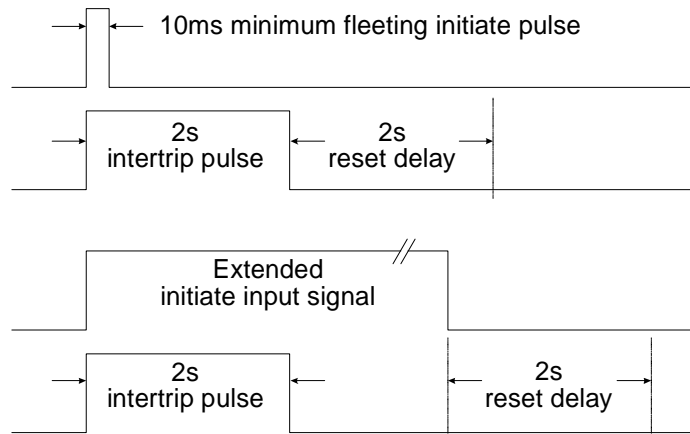 10ms minimum fleeting initiate pulse
2s
intertrip pulse
2s
reset delay
Extended
initiate input signal
2s
intertrip pulse
2s
reset delay